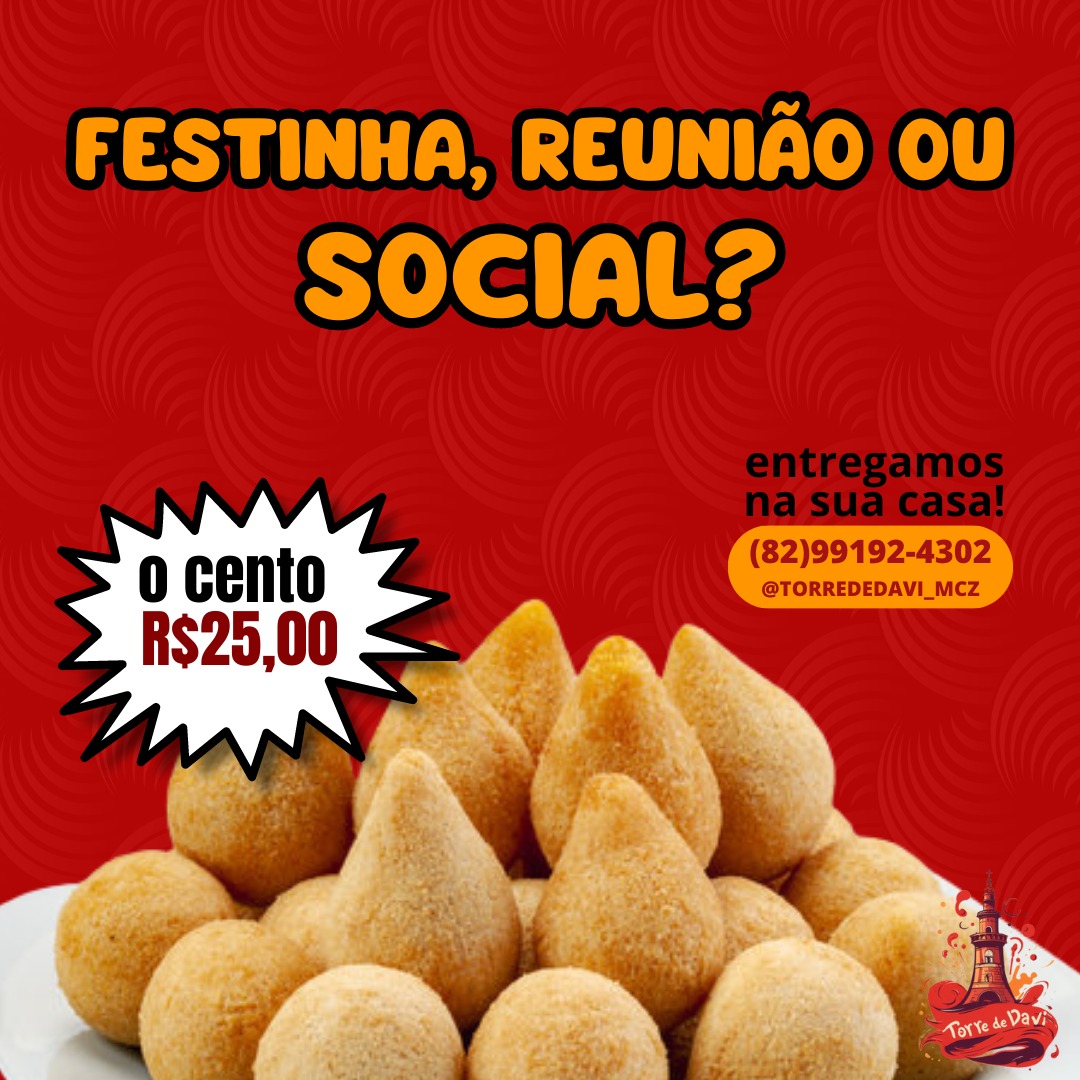 FESTINHA, REUNIÃO OU
SOCIAL?
entregamos
na sua casa!
(82)99192-4302
@TORREDEDAVI_MCZ
o cento
R$25,00
Torre de Davi